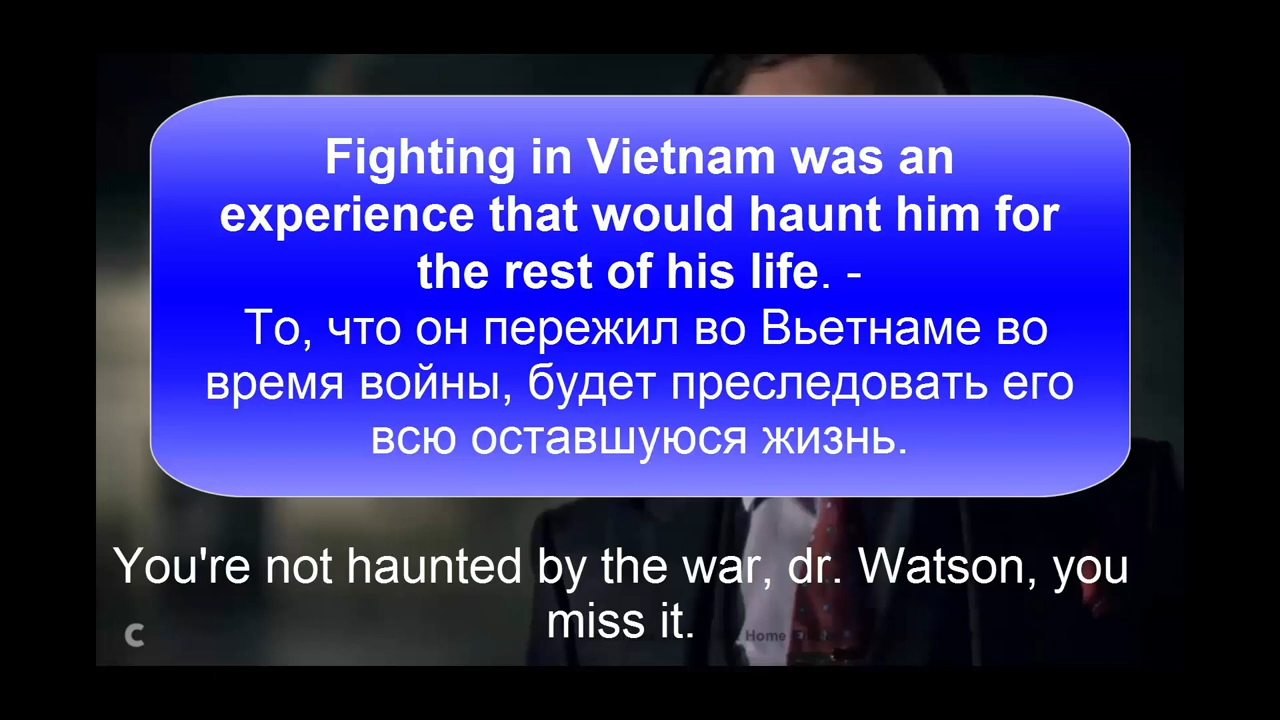 Fighting in Vietnam was an
experience that would haunt him for
the rest of his life. -
То, что он пережил во Вьетнаме во
время войны, будет преследовать его
всю оставшуюся жизнь.
You're not haunted by the war, dr. Watson, you
miss it.
C
Home